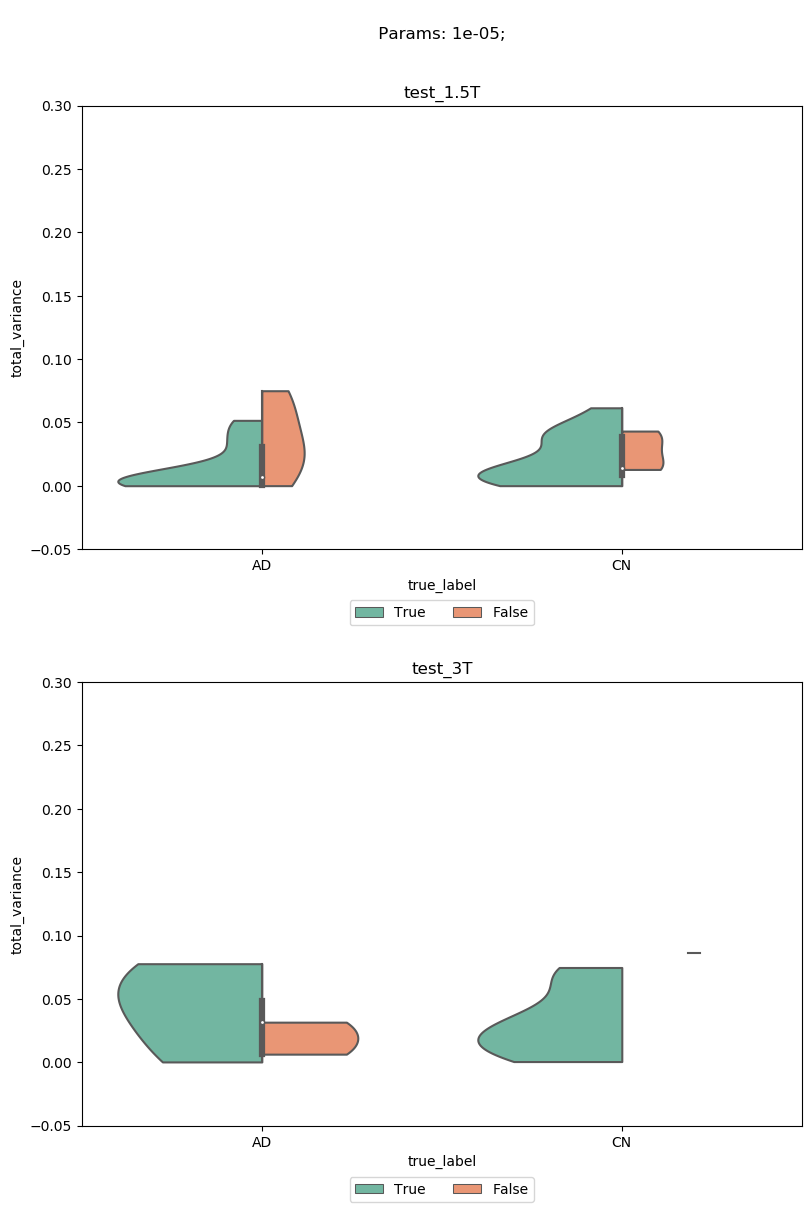 Params: 1e-05;
test_1.5T
0.30
0.25
0.20
0.15
0.10
0.05
0.00
−0.05
total_variance
AD CN
true_label
True False
test_3T
0.30
0.25
0.20
0.15
0.10
0.05
0.00
−0.05
total_variance
AD CN
true_label
True False